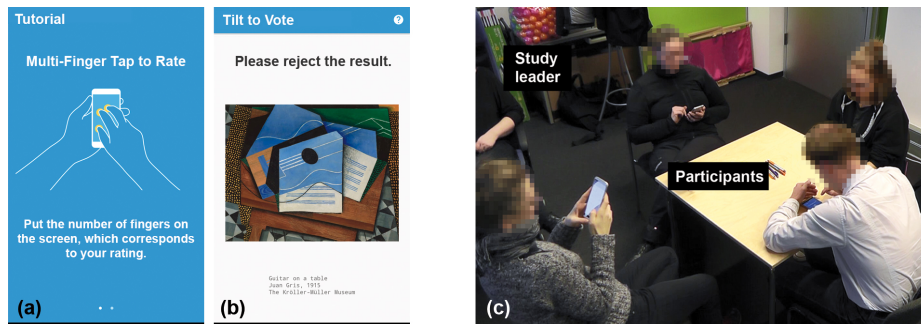 Tutorial
Multi-Finger Tap to Rate
Put the number of fingers on
the screen, which corresponds
to your rating.
(a)
Tilt to Vote
?
Please reject the result.
Guitar on a table
Juan Gris, 1915
The Kröller-Müller Museum
(b)
Study
leader
Participants
(c)